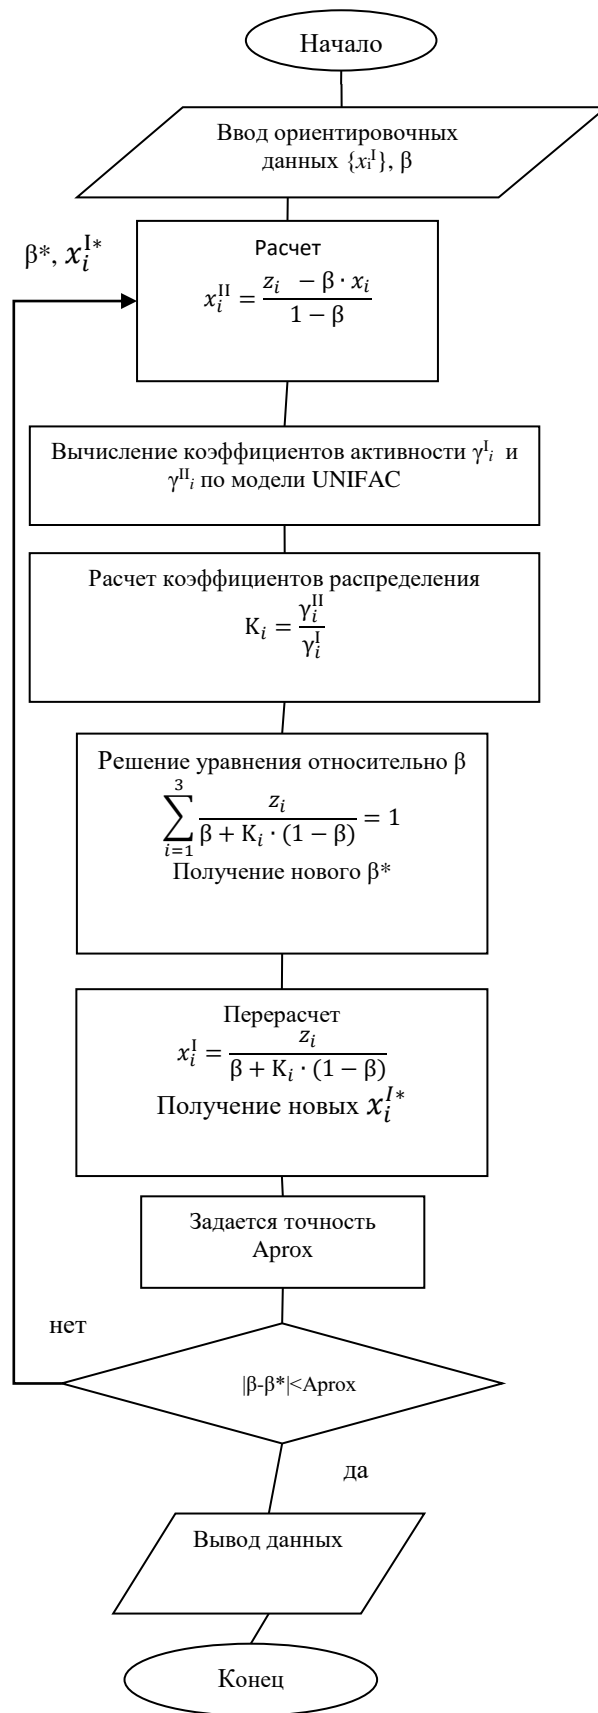 Начало
Ввод ориентировочных
данных {xᵢᴵ}, β
β*, xᵢᴵ*
Расчет
xᵢᴵᴵ = (zᵢ − β · xᵢ) / (1 − β)
Вычисление коэффициентов активности γᴵᵢ и
γᴵᴵᵢ по модели UNIFAC
Расчет коэффициентов распределения
Kᵢ = γᵢᴵᴵ / γᵢᴵ
Решение уравнения относительно β
∑³ᵢ₌₁ zᵢ / (β + Kᵢ · (1 − β)) = 1
Получение нового β*
Перерасчет
xᵢᴵ = zᵢ / (β + Kᵢ · (1 − β))
Получение новых xᵢᴵ*
Задается точность
Aprox
нет
|β-β*|<Aprox
да
Вывод данных
Конец